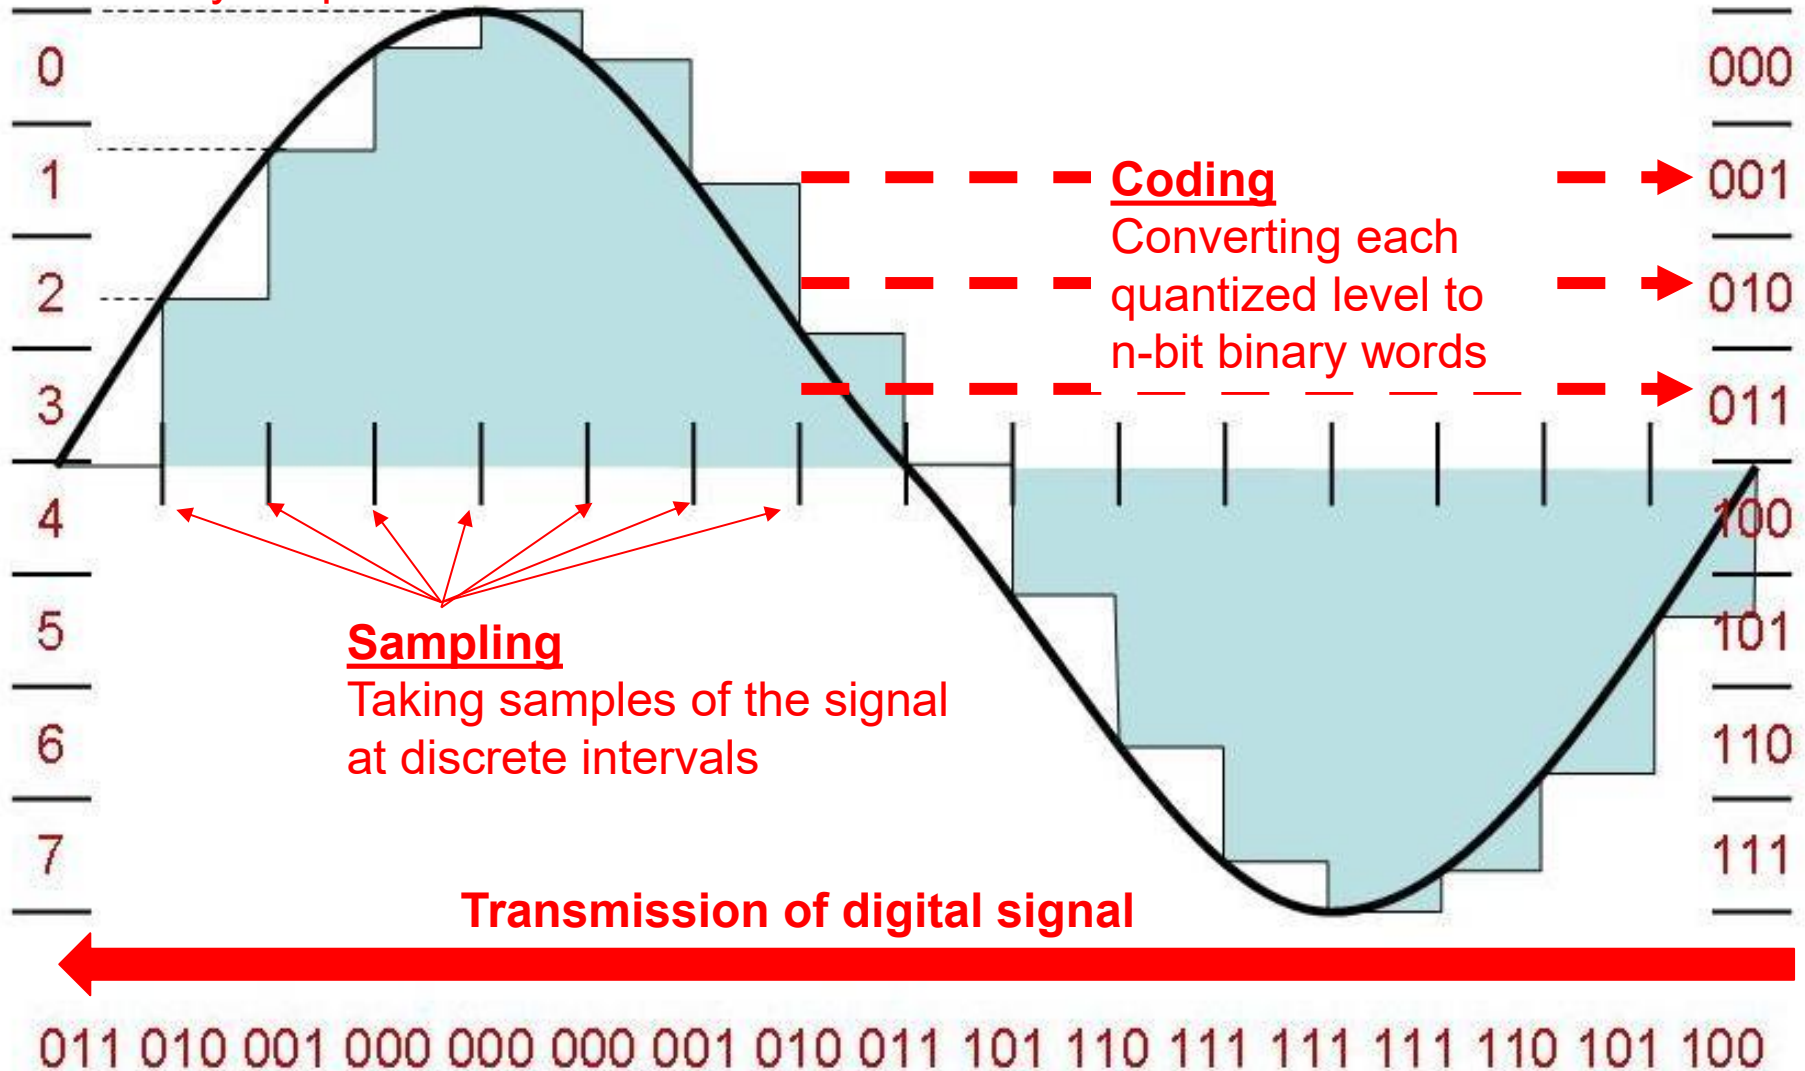 0
000
1
001
2
010
3
011
4
100
5
101
6
110
7
111
Coding
Converting each
quantized level to
n-bit binary words
Sampling
Taking samples of the signal
at discrete intervals
Transmission of digital signal
011 010 001 000 000 000 001 010 011 101 110 111 111 111 110 101 100